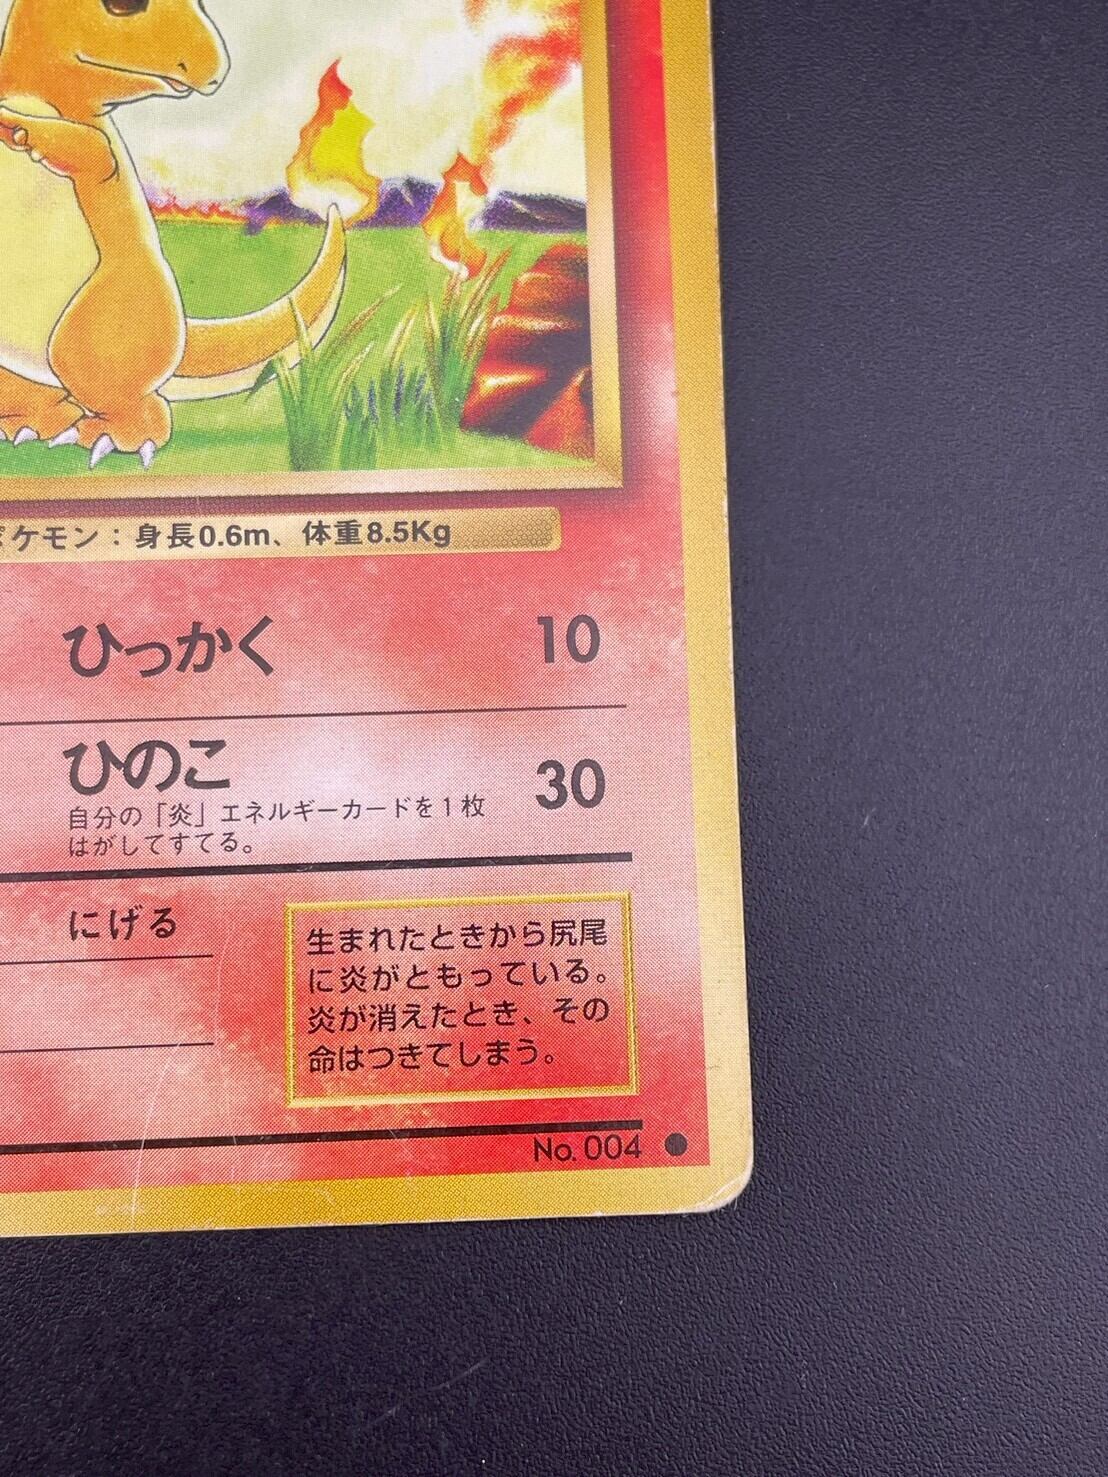 ポケモン：身長0.6m、体重8.5Kg
ひっかく 10
ひのこ 30
自分の「炎」エネルギーカードを1枚
はがしてすてる。
にげる
生まれたときから尻尾
に炎がともっている。
炎が消えたとき、その
命はつきてしまう。
No. 004 ●